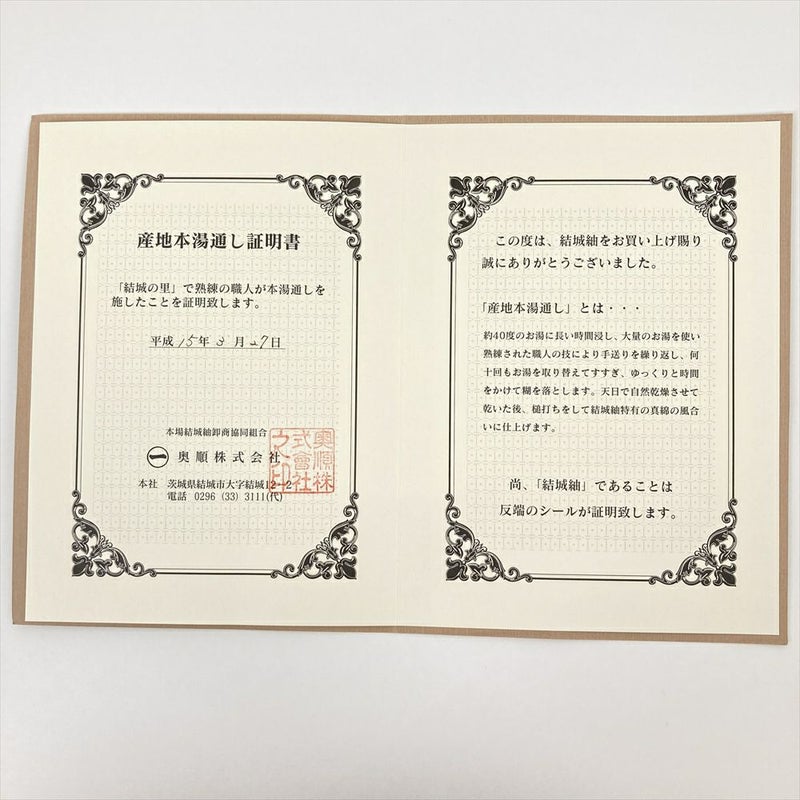 産地本湯通し証明書
「結城の里」で熟練の職人が本湯通しを
施したことを証明致します。
平成 15年 3月 27日
本場結城紬卸商協同組合
一 奥順株式会社
奥順株式會社之印
本社 茨城県結城市大字結城12-2
電話 0296 (33) 3111(代)
この度は、結城紬をお買い上げ賜り
誠にありがとうございました。
「産地本湯通し」とは・・・
約40度のお湯に長い時間浸し、大量のお湯を使い
熟練された職人の技により手送りを繰り返し、何
十回もお湯を取り替えてすすぎ、ゆっくりと時間
をかけて糊を落とします。天日で自然乾燥させて
乾いた後、槌打ちをして結城紬特有の真綿の風合
いに仕上げます。
尚、「結城紬」であることは
反端のシールが証明致します。